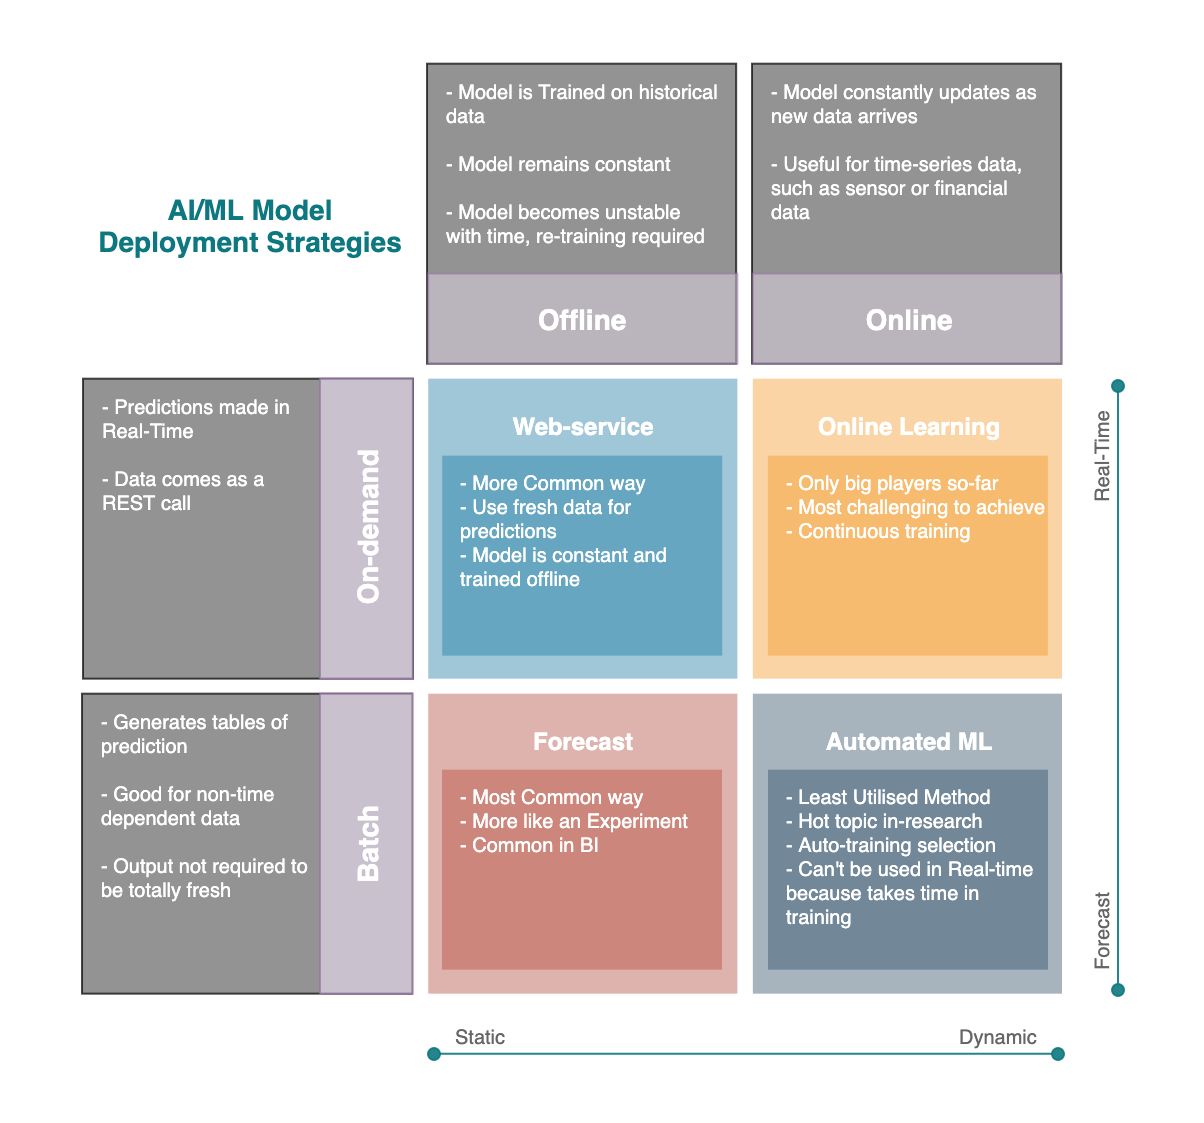 AI/ML Model
Deployment Strategies
- Model is Trained on historical
data
- Model remains constant
- Model becomes unstable
with time, re-training required
Offline
- Model constantly updates as
new data arrives
- Useful for time-series data,
such as sensor or financial
data
Online
- Predictions made in
Real-Time
- Data comes as a
REST call
On-demand
Web-service
- More Common way
- Use fresh data for
predictions
- Model is constant and
trained offline
Online Learning
- Only big players so-far
- Most challenging to achieve
- Continuous training
Real-Time
- Generates tables of
prediction
- Good for non-time
dependent data
- Output not required to
be totally fresh
Batch
Forecast
- Most Common way
- More like an Experiment
- Common in BI
Automated ML
- Least Utilised Method
- Hot topic in-research
- Auto-training selection
- Can't be used in Real-time
because takes time in
training
Forecast
Static
Dynamic